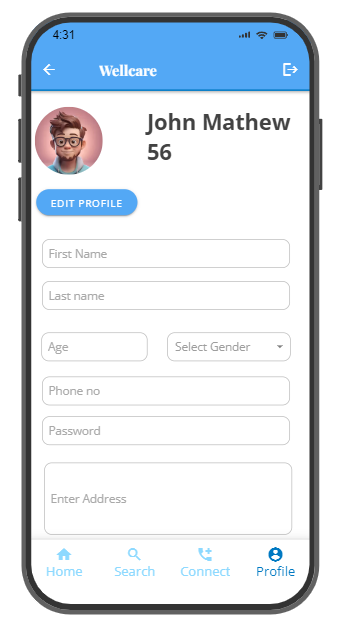 4:31
Wellcare
John Mathew
56
EDIT PROFILE
First Name
Last name
Age
Select Gender
Phone no
Password
Enter Address
Home
Search
Connect
Profile